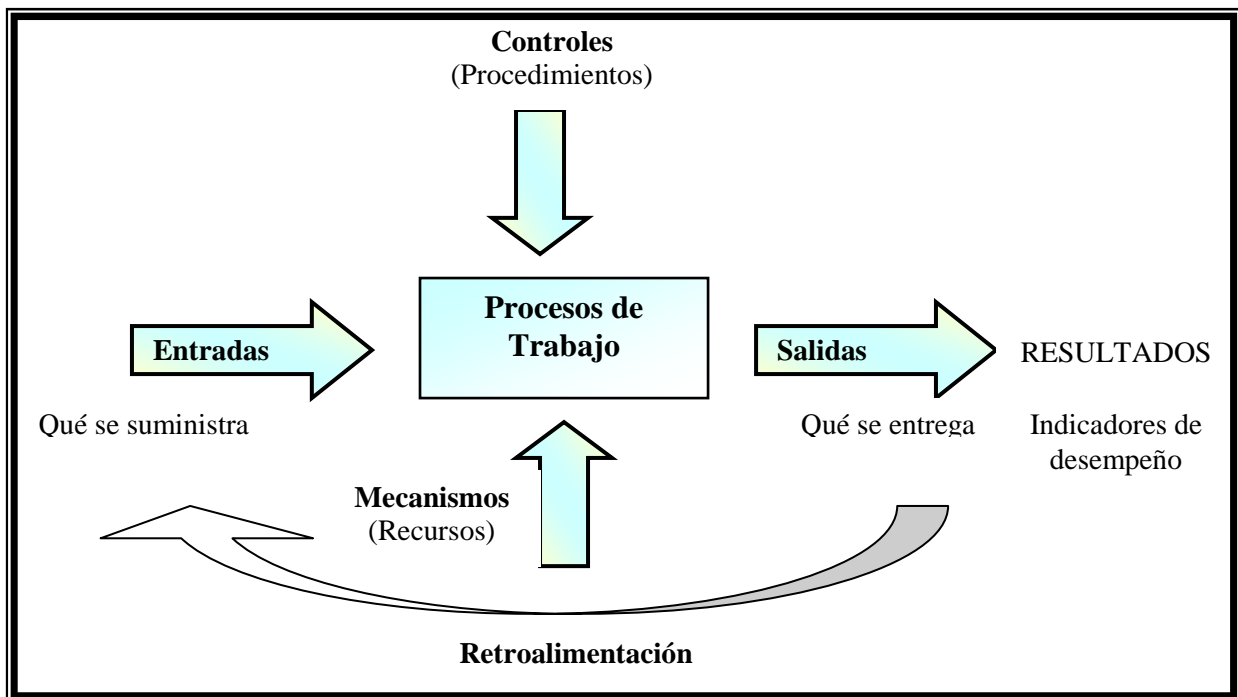 Controles
(Procedimientos)
Procesos de
Trabajo
Entradas
Salidas
RESULTADOS
Qué se suministra
Qué se entrega
Indicadores de
desempeño
Mecanismos
(Recursos)
Retroalimentación